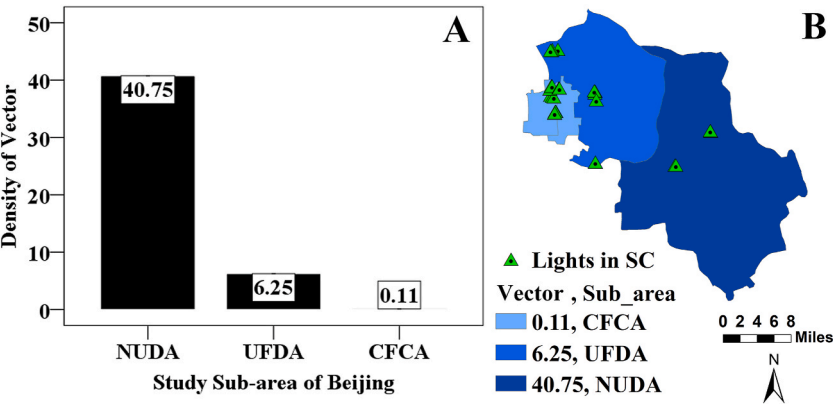 A
50
40
30
20
10
0
Density of Vector
40.75
6.25
0.11
NUDA UFDA CFCA
Study Sub-area of Beijing
B
Lights in SC
Vector , Sub_area
0.11, CFCA
6.25, UFDA
40.75, NUDA
0 2 4 6 8
Miles
N